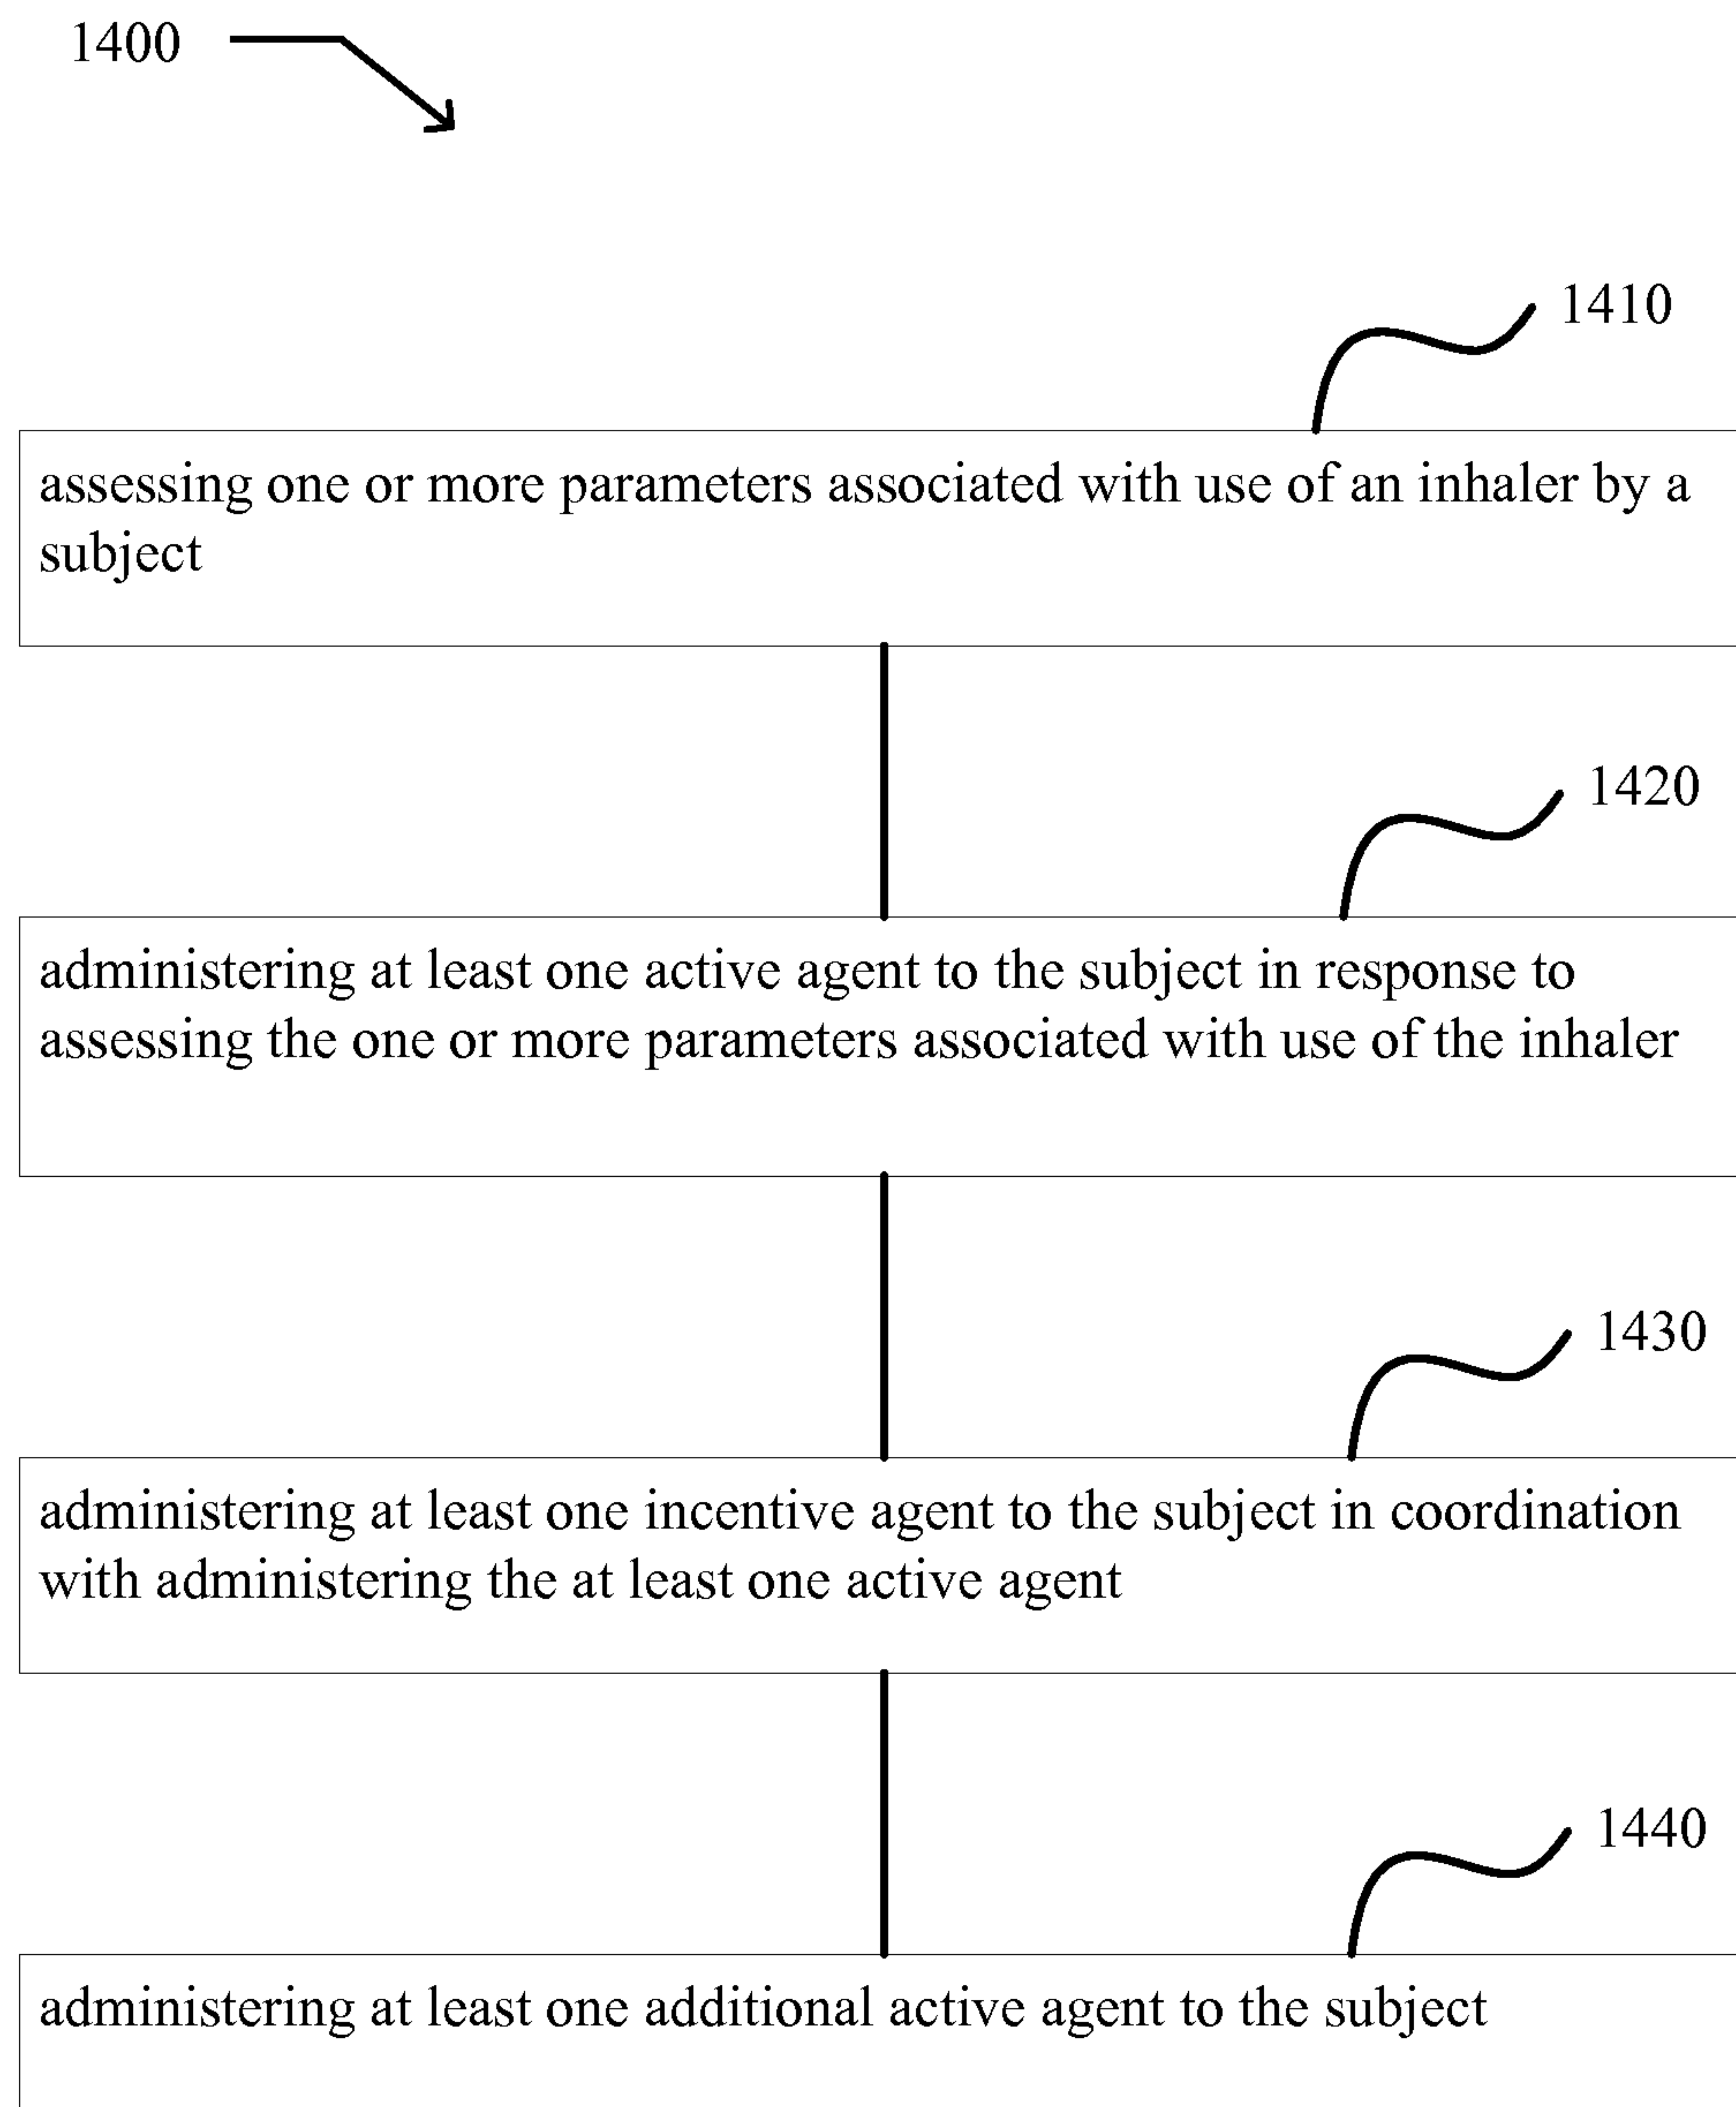 1400
1410
assessing one or more parameters associated with use of an inhaler by a
subject
1420
administering at least one active agent to the subject in response to
assessing the one or more parameters associated with use of the inhaler
1430
administering at least one incentive agent to the subject in coordination
with administering the at least one active agent
1440
administering at least one additional active agent to the subject